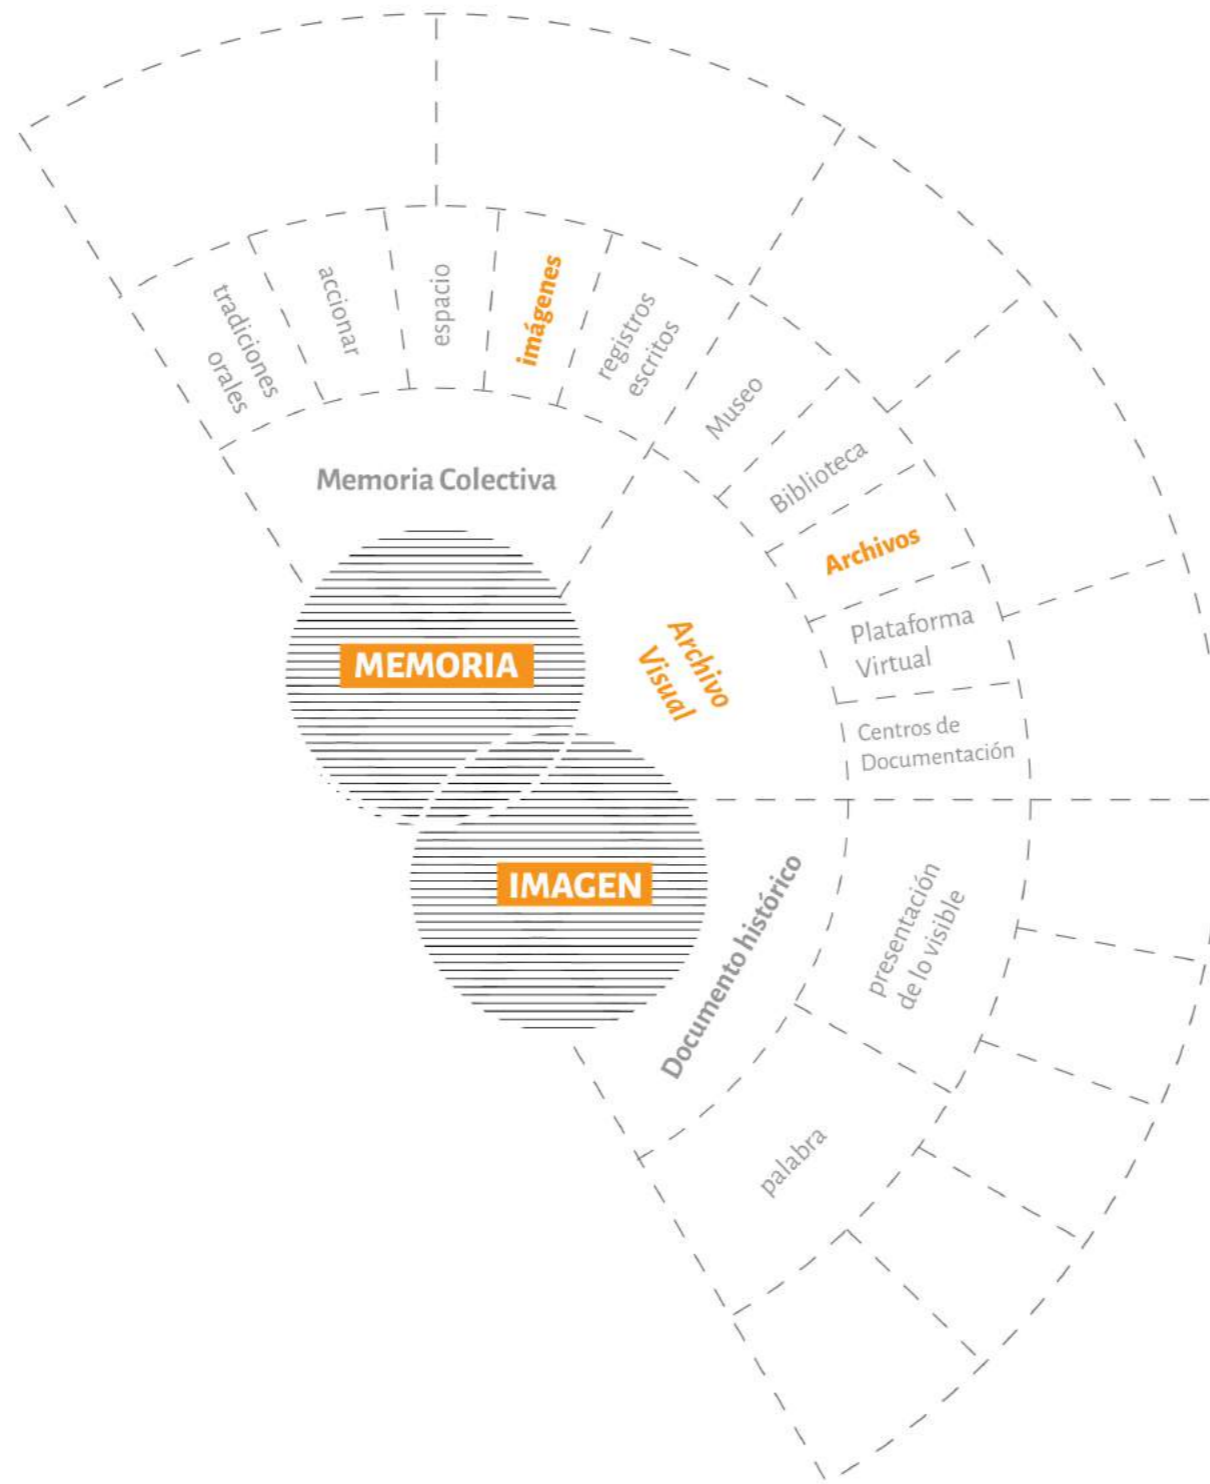 tradiciones
orales
accionar
espacio
imágenes
registros
escritos
Memoria Colectiva
Museo
Biblioteca
Archivos
Plataforma
Virtual
Centros de
Documentación
Archivo
Visual
MEMORIA
IMAGEN
Documento histórico
presentación
de lo visible
palabra